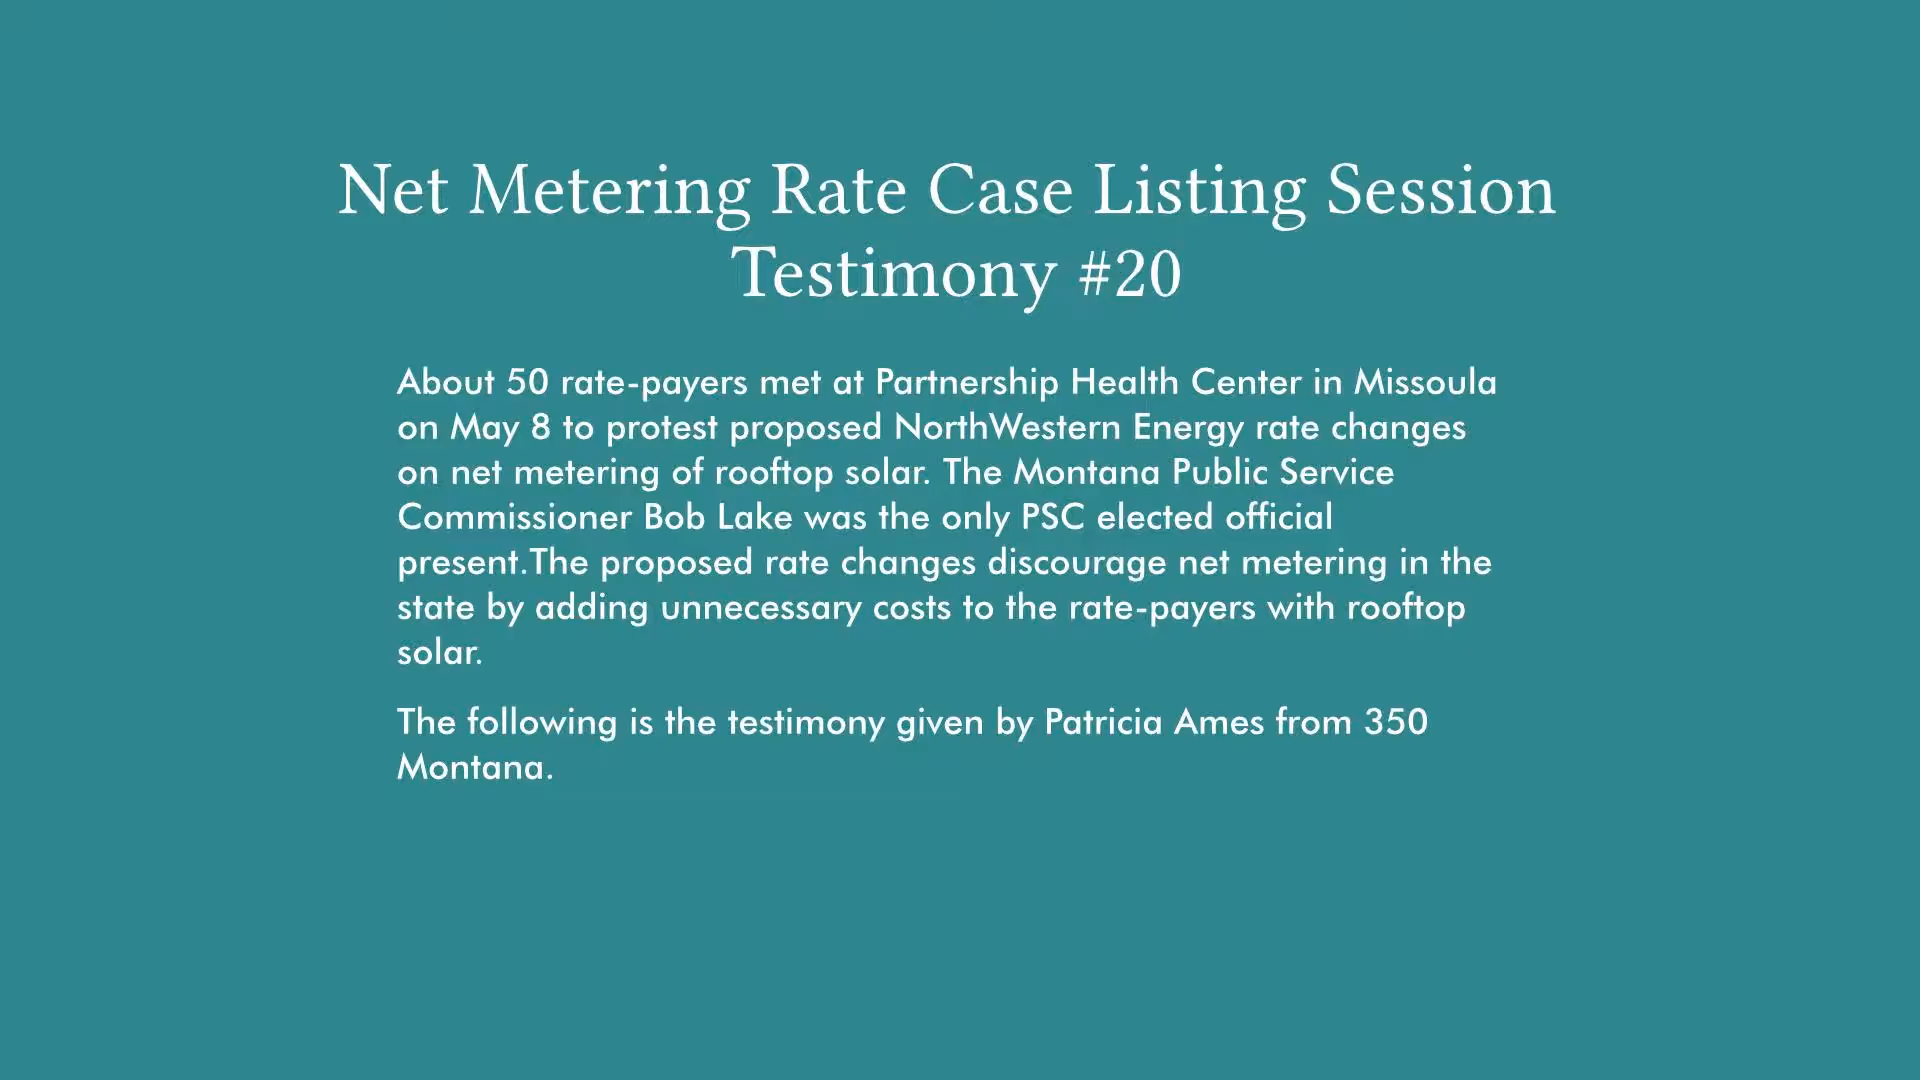 Net Metering Rate Case Listing Session
Testimony #20
About 50 rate-payers met at Partnership Health Center in Missoula
on May 8 to protest proposed NorthWestern Energy rate changes
on net metering of rooftop solar. The Montana Public Service
Commissioner Bob Lake was the only PSC elected official
present.The proposed rate changes discourage net metering in the
state by adding unnecessary costs to the rate-payers with rooftop
solar.
The following is the testimony given by Patricia Ames from 350
Montana.